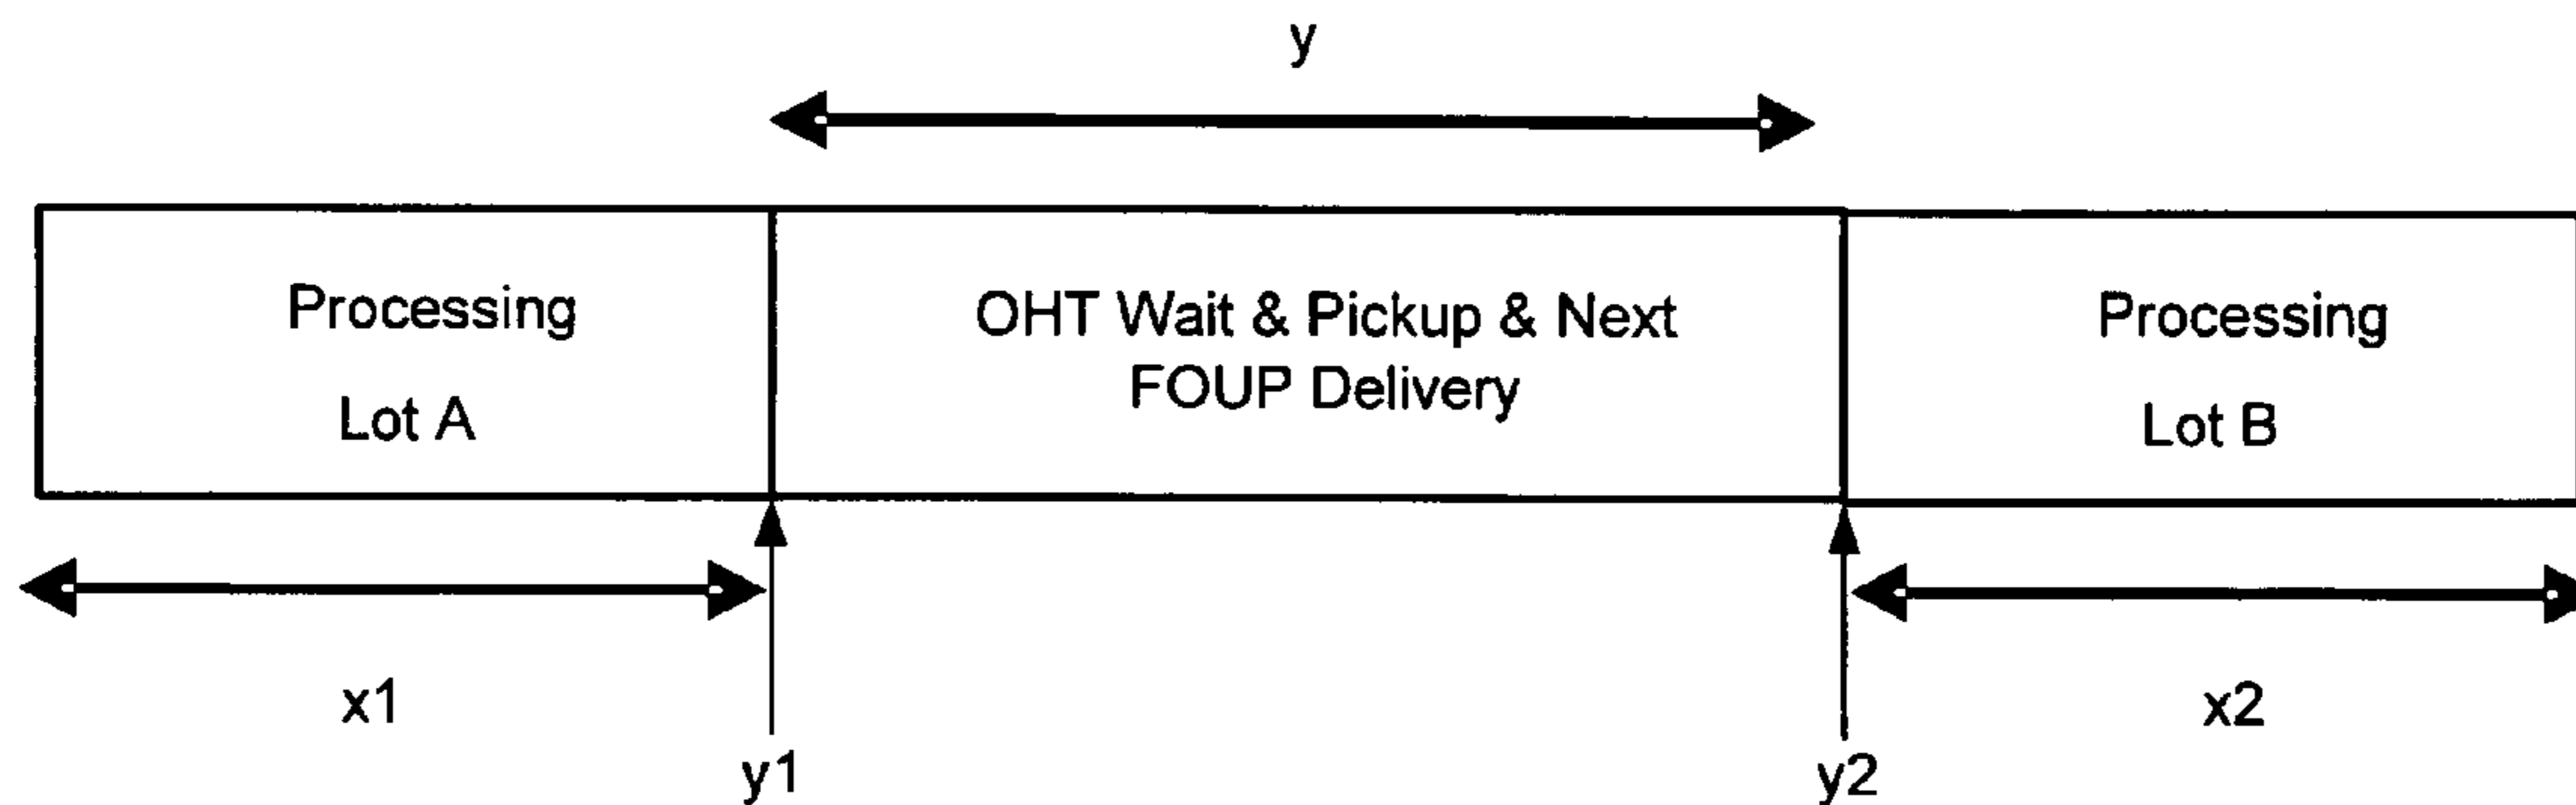 y
Processing
Lot A
OHT Wait & Pickup & Next
FOUP Delivery
Processing
Lot B
x1
x2
y1
y2